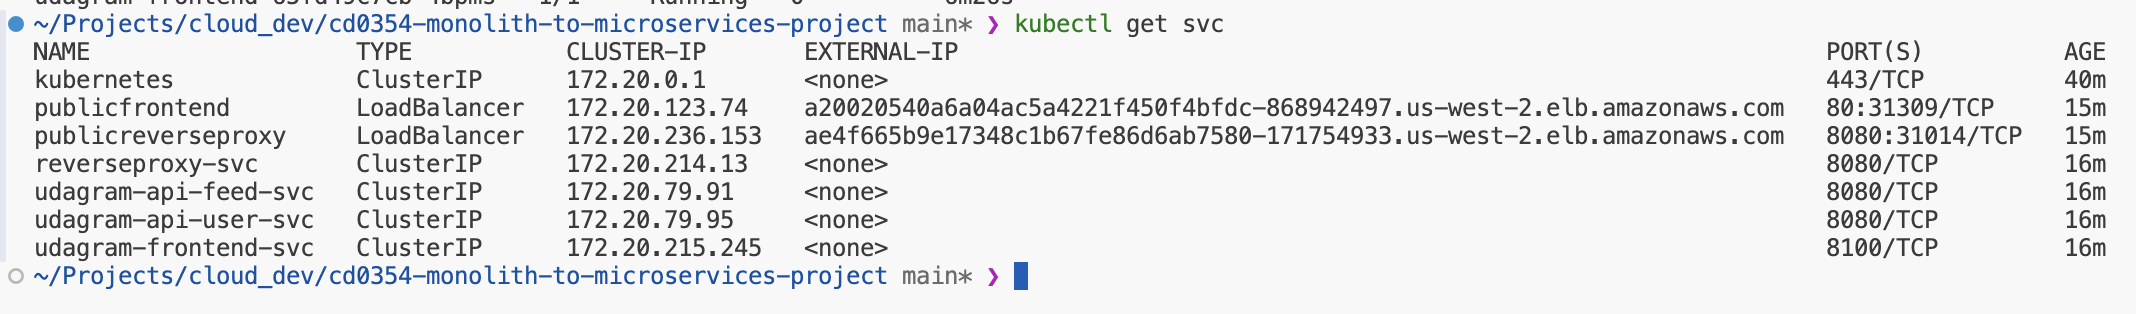 ~/Projects/cloud_dev/cd0354-monolith-to-microservices-project main* ❯ kubectl get svc
NAME TYPE CLUSTER-IP EXTERNAL-IP PORT(S) AGE
kubernetes ClusterIP 172.20.0.1 <none> 443/TCP 40m
publicfrontend LoadBalancer 172.20.123.74 a20020540a6a04ac5a4221f450f4bfdc-868942497.us-west-2.elb.amazonaws.com 80:31309/TCP 15m
publicreverseproxy LoadBalancer 172.20.236.153 ae4f665b9e17348c1b67fe86d6ab7580-171754933.us-west-2.elb.amazonaws.com 8080:31014/TCP 15m
reverseproxy-svc ClusterIP 172.20.214.13 <none> 8080/TCP 16m
udagram-api-feed-svc ClusterIP 172.20.79.91 <none> 8080/TCP 16m
udagram-api-user-svc ClusterIP 172.20.79.95 <none> 8080/TCP 16m
udagram-frontend-svc ClusterIP 172.20.215.245 <none> 8100/TCP 16m
~/Projects/cloud_dev/cd0354-monolith-to-microservices-project main* ❯